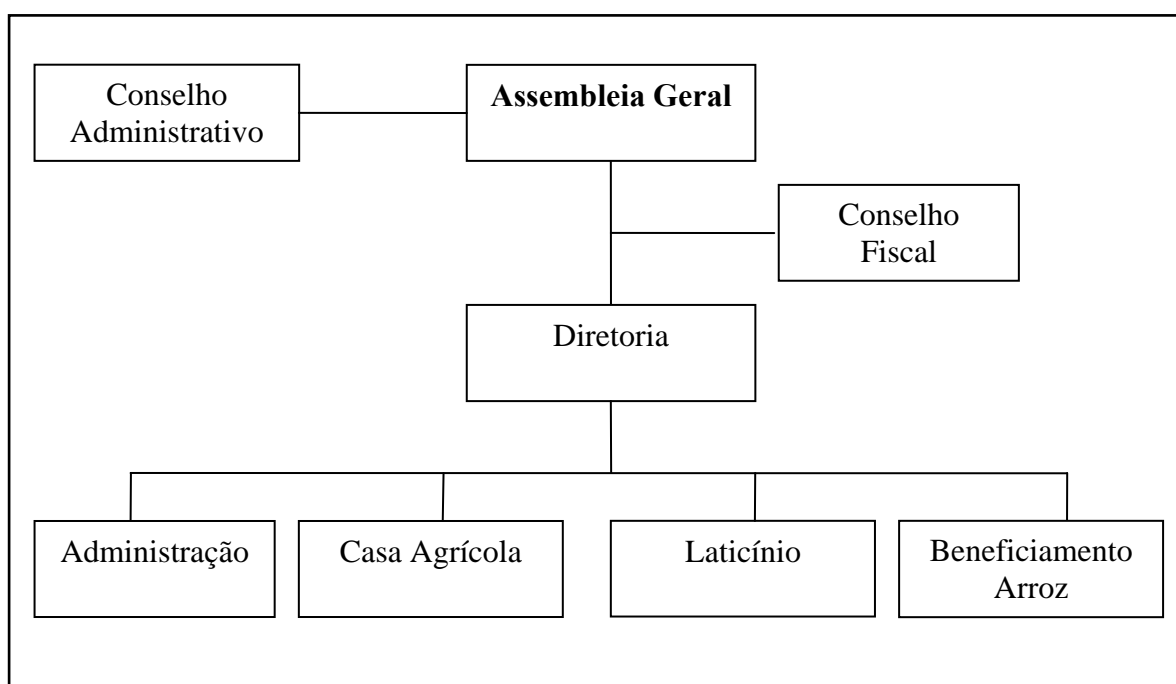 Conselho
Administrativo
Assembleia Geral
Conselho
Fiscal
Diretoria
Administração
Casa Agrícola
Laticínio
Beneficiamento
Arroz